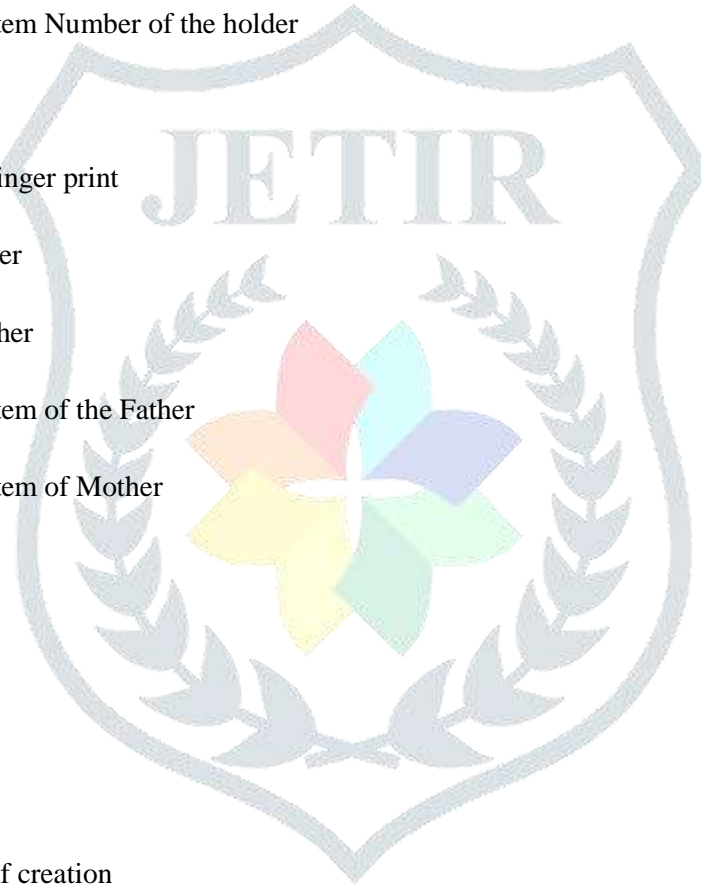 tem Number of the holder
JETIR
inger print
er
her
tem of the Father
tem of Mother
f creation